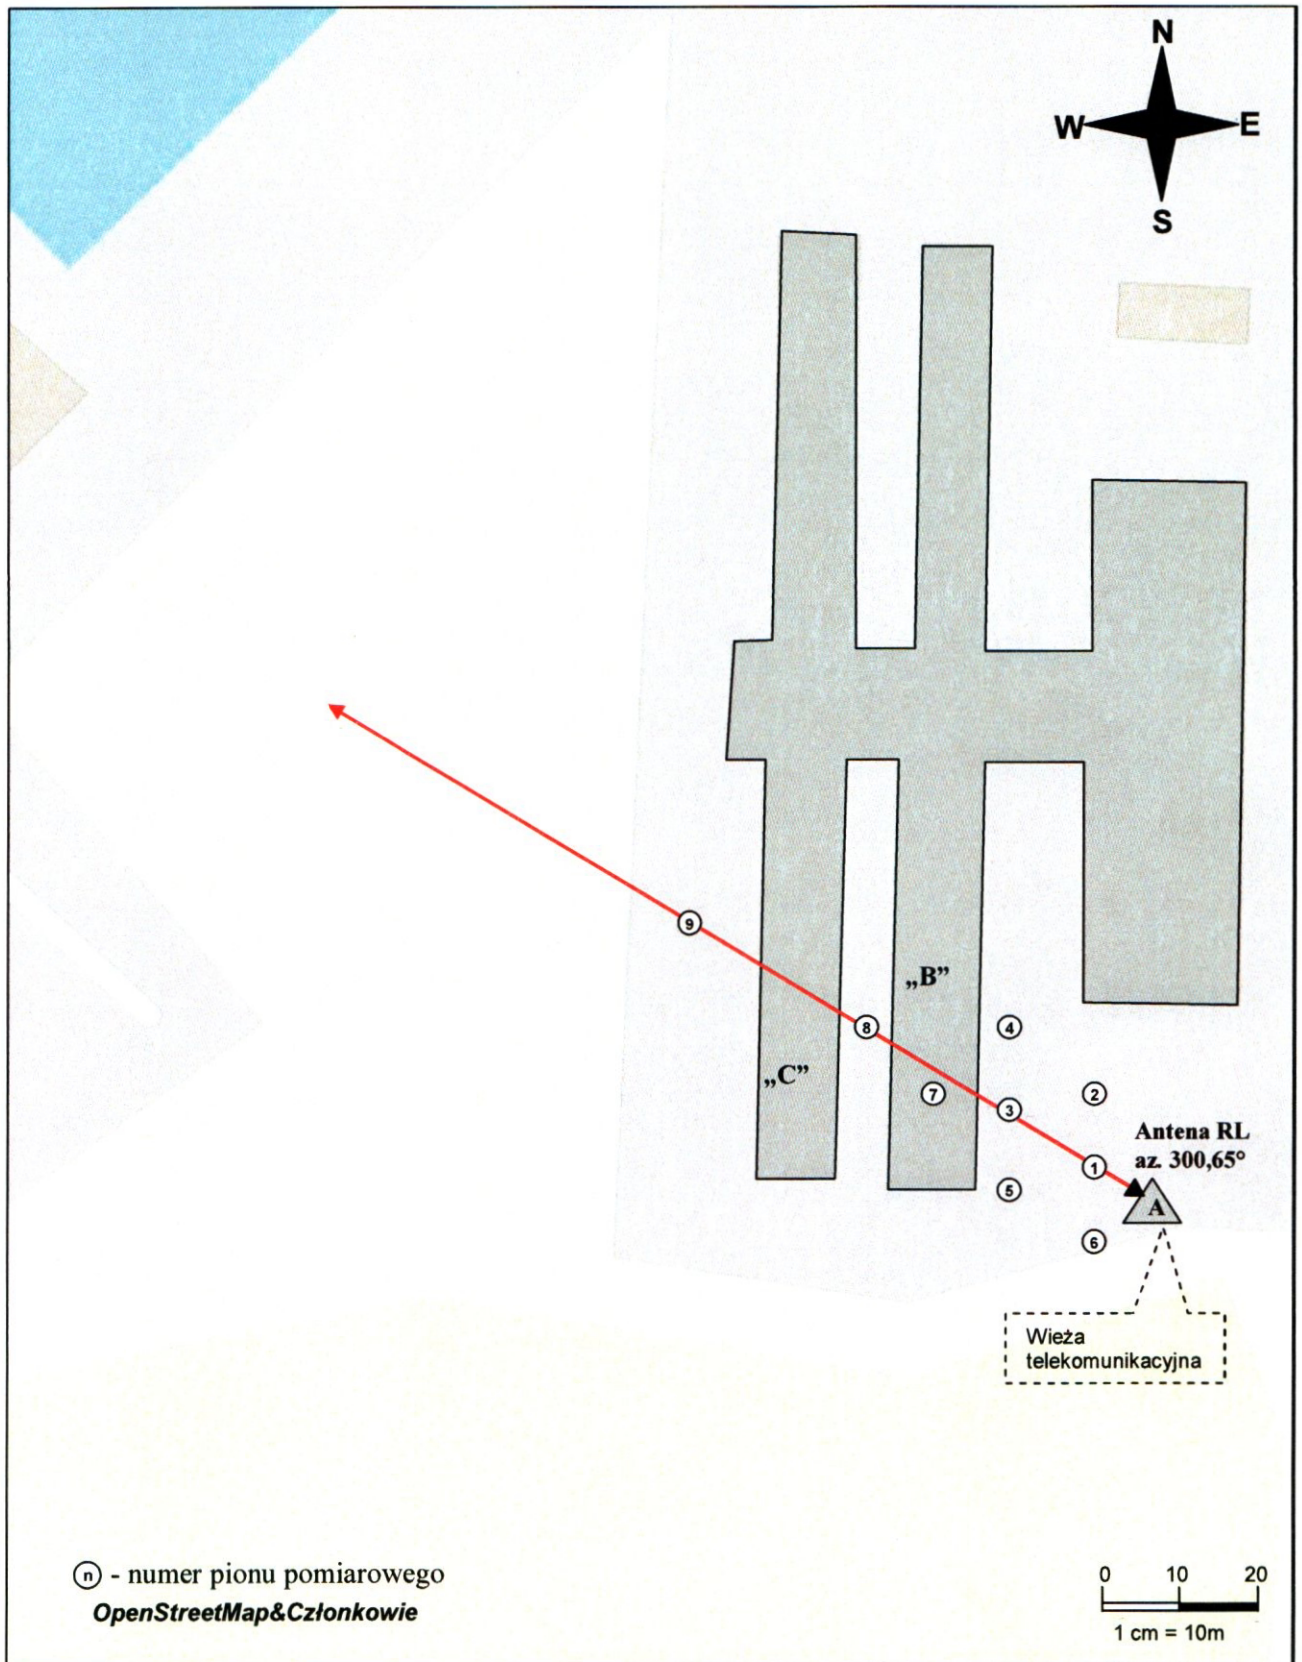 N
W E
S
9
„B”
8
4
„C”
7
3
2
Antena RL
az. 300,65°
1
5
A
6
Wieża
telekomunikacyjna
n - numer pionu pomiarowego
OpenStreetMap&Członkowie
0 10 20
1 cm = 10m